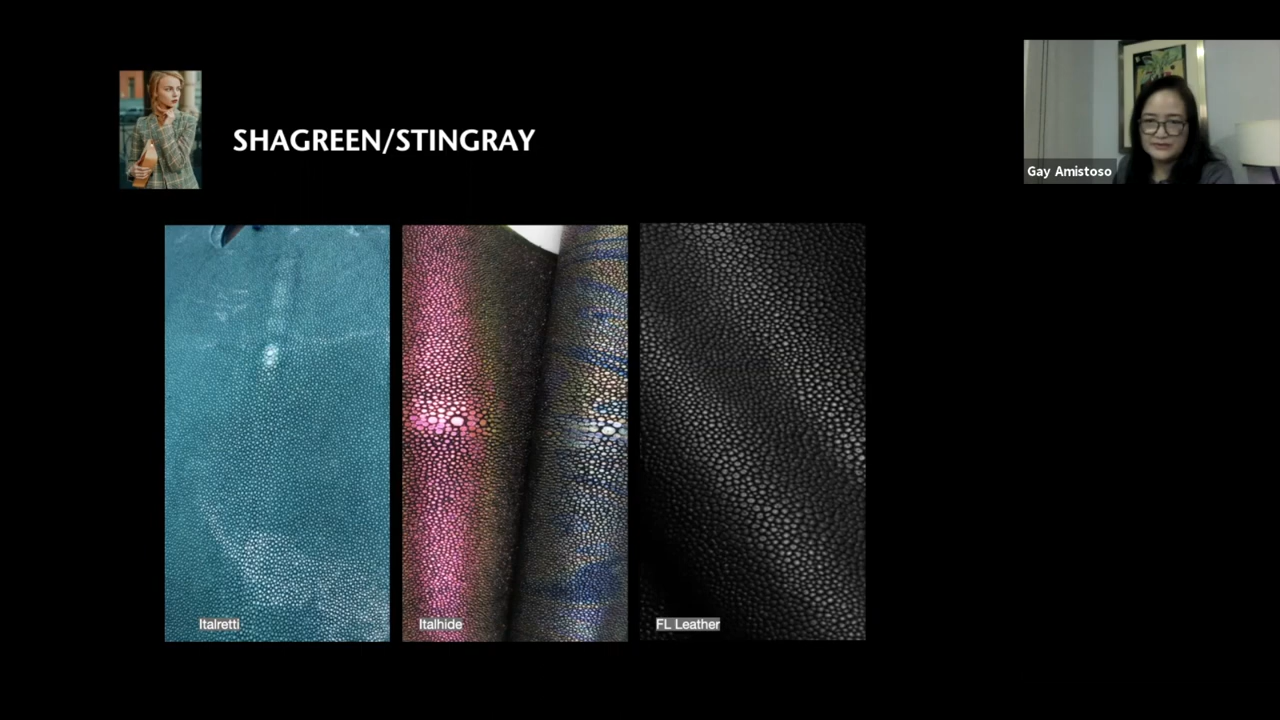 SHAGREEN/STINGRAY
Gay Amistoso
Italretti
Italhide
FL Leather